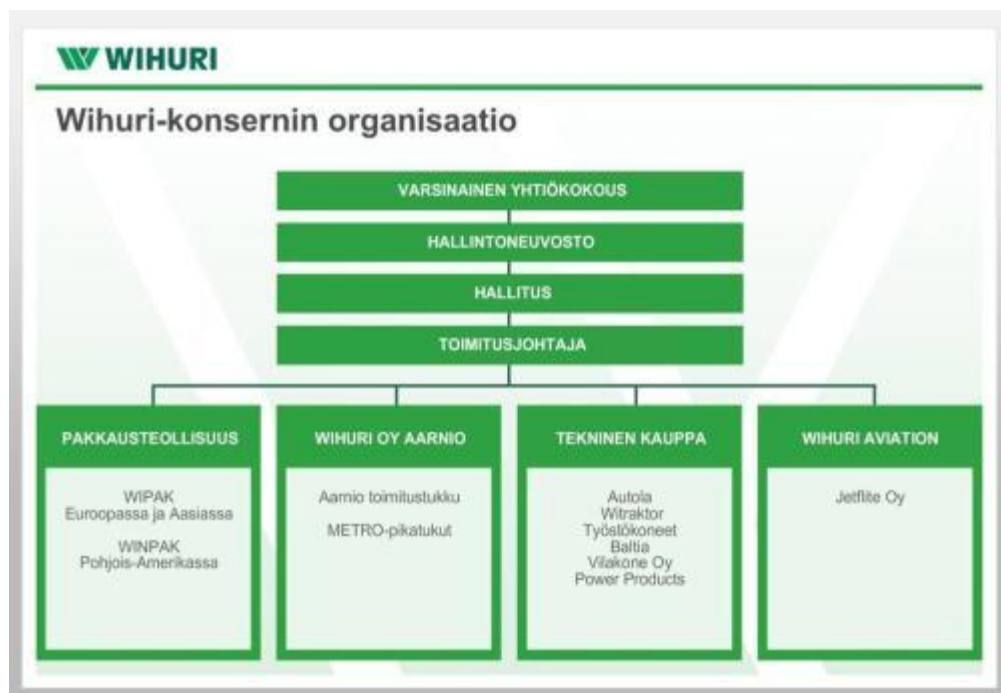 WIHURI
Wihuri-konsernin organisaatio
VARSINAINEN YHTIÖKOKOUS
HALLINTONEUVOSTO
HALLITUS
TOIMITUSJOHTAJA
PAKKAUSTEOLLISUUS
WIPAK
Euroopassa ja Aasiassa
WINPAK
Pohjois-Amerikassa
WIHURI OY AARNIO
Aarnio toimitustukku
METRO-pikatukut
TEKNINEN KAUPPA
Autola
Witraktor
Työstökoneet
Baltia
Vilakone Oy
Power Products
WIHURI AVIATION
Jetflite Oy